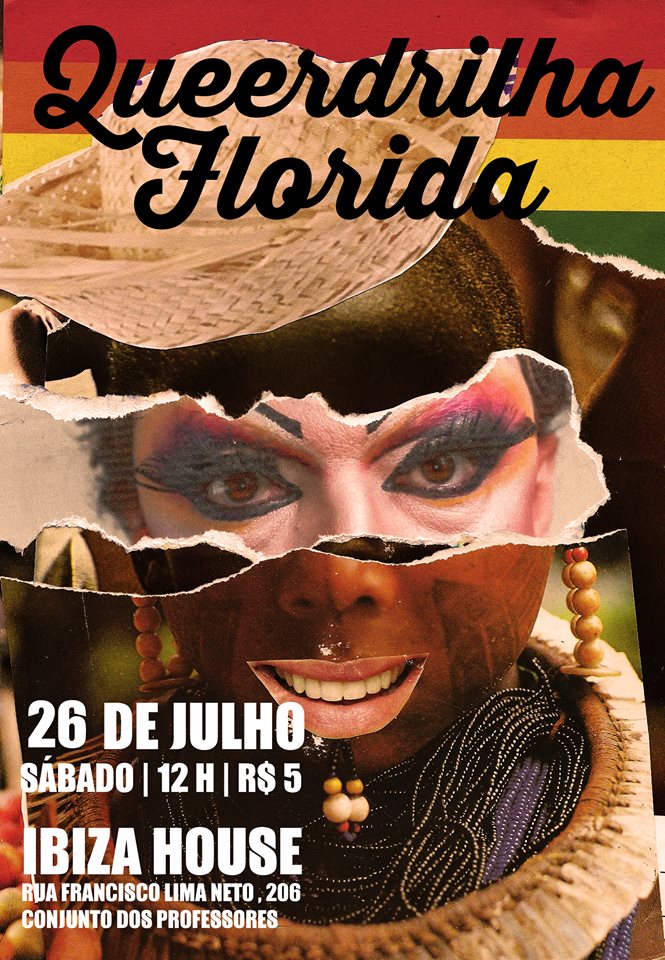 Queerdrilha
Florida
26 DE JULHO
SÁBADO | 12 H | R$ 5
IBIZA HOUSE
RUA FRANCISCO LIMA NETO , 206
CONJUNTO DOS PROFESSORES